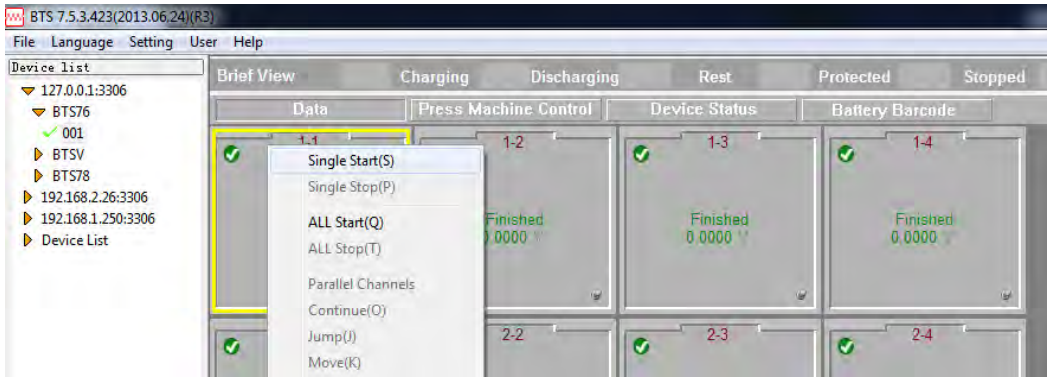 BTS 7.5.3.423(2013.06.24)(R3)
File Language Setting User Help
Device list
127.0.0.1:3306
BTS76
001
BTSV
BTS78
192.168.2.26:3306
192.168.1.250:3306
Device List
Brief View Charging Discharging Rest Protected Stopped
Data Press Machine Control Device Status Battery Barcode
1-1 1-2 1-3 1-4
Single Start(S)
Single Stop(P)
ALL Start(Q)
ALL Stop(T)
Parallel Channels
Continue(O)
Jump(J)
Move(K)
Finished Finished Finished
0.0000 V 0.0000 V 0.0000 V
2-2 2-3 2-4